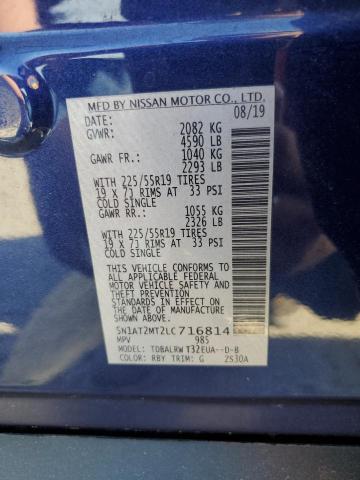 MFD BY NISSAN MOTOR CO., LTD.
DATE: 08/19
GVWR: 2082 KG
4590 LB
GAWR FR.: 1040 KG
2293 LB
WITH 225/55R19 TIRES
19 X 7J RIMS AT 33 PSI
COLD SINGLE
GAWR RR.: 1055 KG
2326 LB
WITH 225/55R19 TIRES
19 X 7J RIMS AT 33 PSI
COLD SINGLE
THIS VEHICLE CONFORMS TO ALL
APPLICABLE FEDERAL MOTOR
VEHICLE SAFETY, BUMPER,
AND THEFT PREVENTION
STANDARDS IN EFFECT ON THE
DATE OF MANUFACTURE SHOWN
ABOVE.
5N1AT2MT2LC716814
MPV 985
MODEL: TDBALRW T32EUA--D-B
COLOR: RBY TRIM: G 2S30A